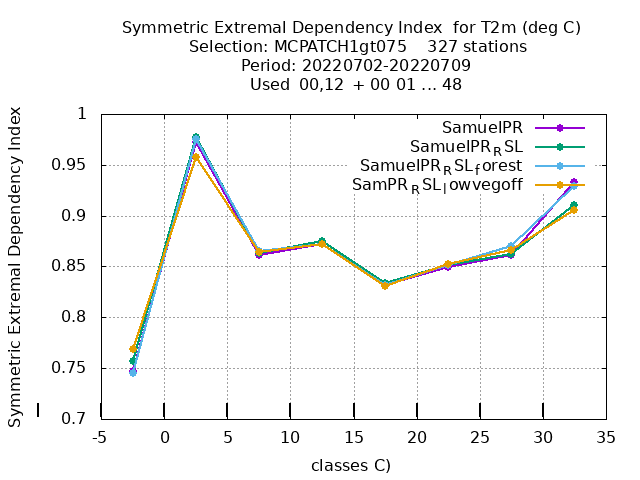 Symmetric Extremal Dependency Index  for T2m (deg C)
Selection: MCPATCH1gt075    327 stations
Period: 20220702-20220709
Used  00,12  + 00 01 ... 48
Symmetric Extremal Dependency Index
1
0.95
0.9
0.85
0.8
0.75
0.7
SamuelPR
SamuelPR_RSL
SamuelPR_RSL_forest
SamPR_RSL_lowvegoff
-5 0 5 10 15 20 25 30 35
classes C)